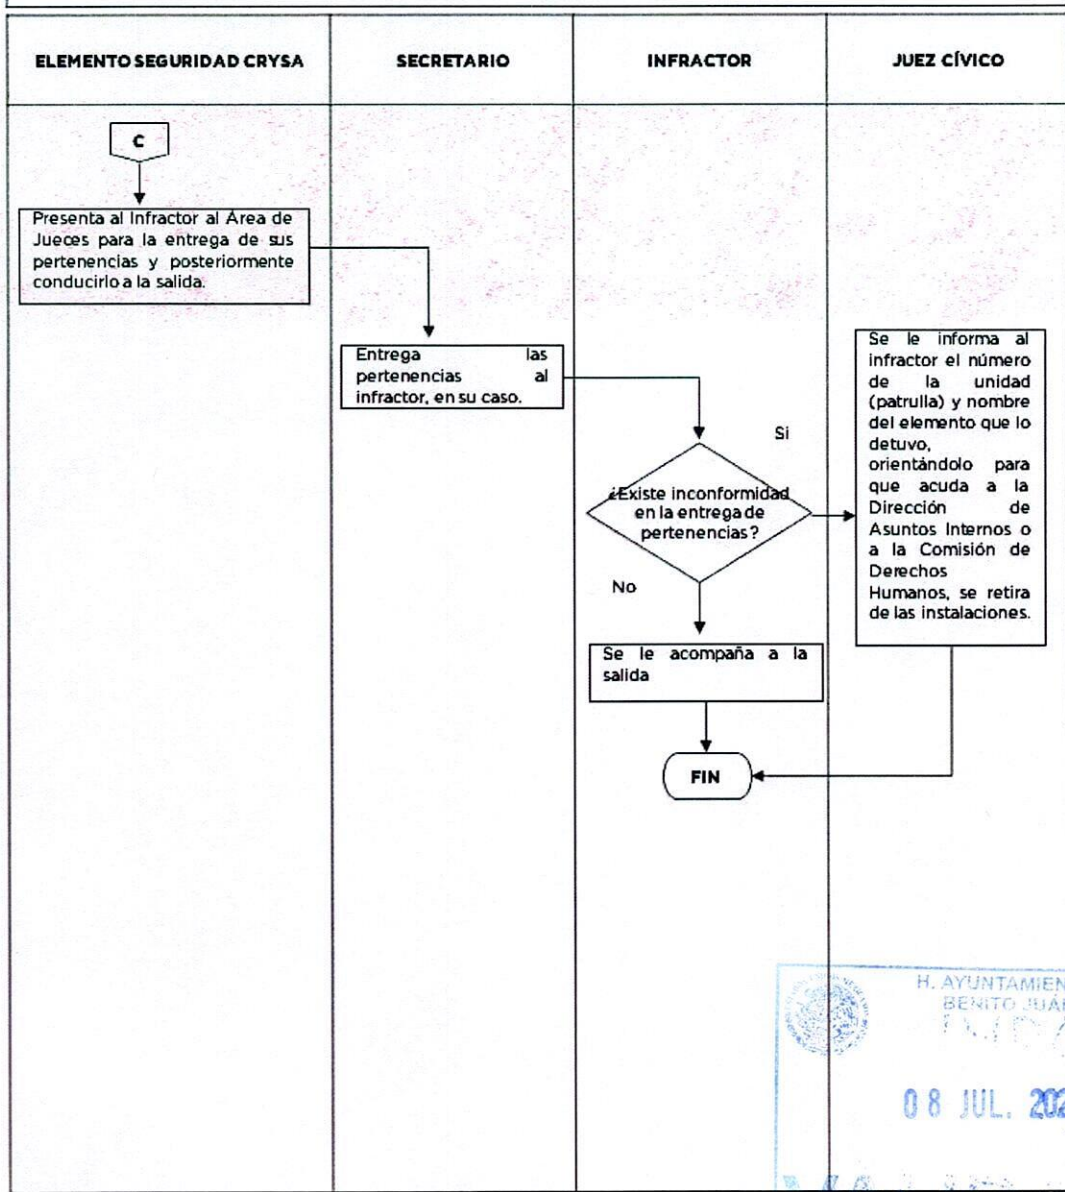 ELEMENTO SEGURIDAD CRYSA
SECRETARIO
INFRACTOR
JUEZ CÍVICO
C
Presenta al Infractor al Área de
Jueces para la entrega de sus
pertenencias y posteriormente
conducirlo a la salida.
Entrega las
pertenencias al
infractor, en su caso.
Si
¿Existe inconformidad
en la entrega de
pertenencias?
No
Se le acompaña a la
salida
FIN
Se le informa al
infractor el número
de la unidad
(patrulla) y nombre
del elemento que lo
detuvo,
orientándolo para
que acuda a la
Dirección de
Asuntos Internos o
a la Comisión de
Derechos
Humanos, se retira
de las instalaciones.
H. AYUNTAMIEN
BENITO JUÁ
08 JUL. 202